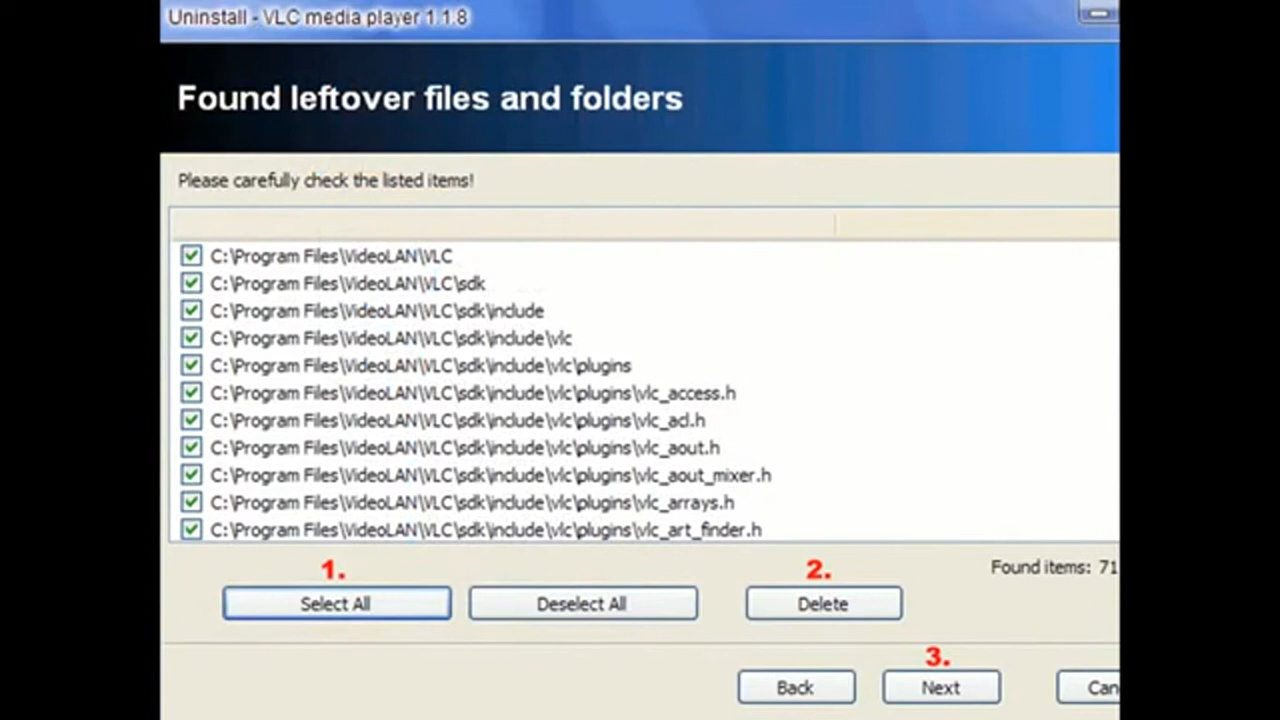 Uninstall - VLC media player 1.1.8
Found leftover files and folders
Please carefully check the listed items!
C:\Program Files\VideoLAN\VLC
C:\Program Files\VideoLAN\VLC\sdk
C:\Program Files\VideoLAN\VLC\sdk\include
C:\Program Files\VideoLAN\VLC\sdk\include\vlc
C:\Program Files\VideoLAN\VLC\sdk\include\vlc\plugins
C:\Program Files\VideoLAN\VLC\sdk\include\vlc\plugins\vlc_access.h
C:\Program Files\VideoLAN\VLC\sdk\include\vlc\plugins\vlc_acl.h
C:\Program Files\VideoLAN\VLC\sdk\include\vlc\plugins\vlc_aout.h
C:\Program Files\VideoLAN\VLC\sdk\include\vlc\plugins\vlc_aout_mixer.h
C:\Program Files\VideoLAN\VLC\sdk\include\vlc\plugins\vlc_arrays.h
C:\Program Files\VideoLAN\VLC\sdk\include\vlc\plugins\vlc_art_finder.h
Found items: 71
1. 2.
Select All Deselect All Delete
3.
Back Next Can